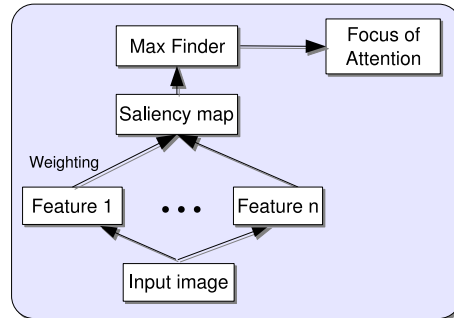 Max Finder
Focus of
Attention
Saliency map
Weighting
Feature 1
• • •
Feature n
Input image